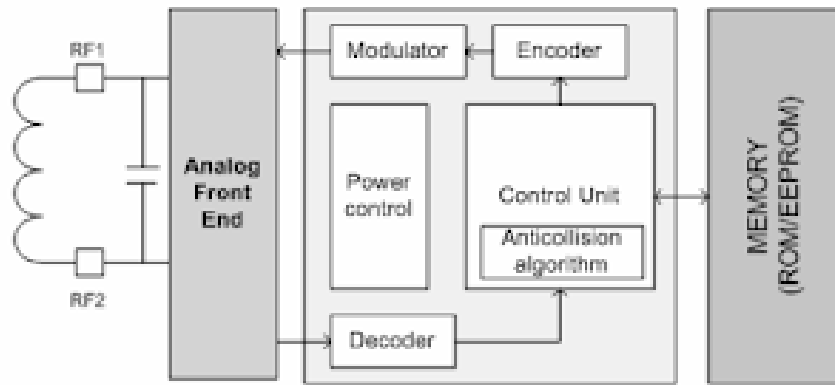 RF1
RF2
Analog
Front
End
Modulator
Encoder
Power
control
Control Unit
Anticollision
algorithm
Decoder
MEMORY
(ROM/EEPROM)